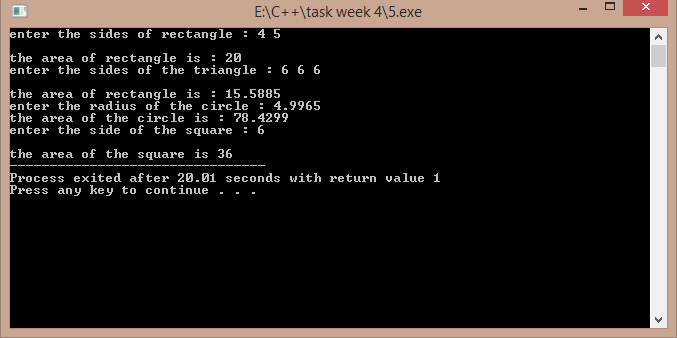 E:\C++\task week 4\5.exe
enter the sides of rectangle : 4 5
the area of rectangle is : 20
enter the sides of the triangle : 6 6 6
the area of rectangle is : 15.5885
enter the radius of the circle : 4.9965
the area of the circle is : 78.4299
enter the side of the square : 6
the area of the square is 36
--------------------------------
Process exited after 20.01 seconds with return value 1
Press any key to continue . . .